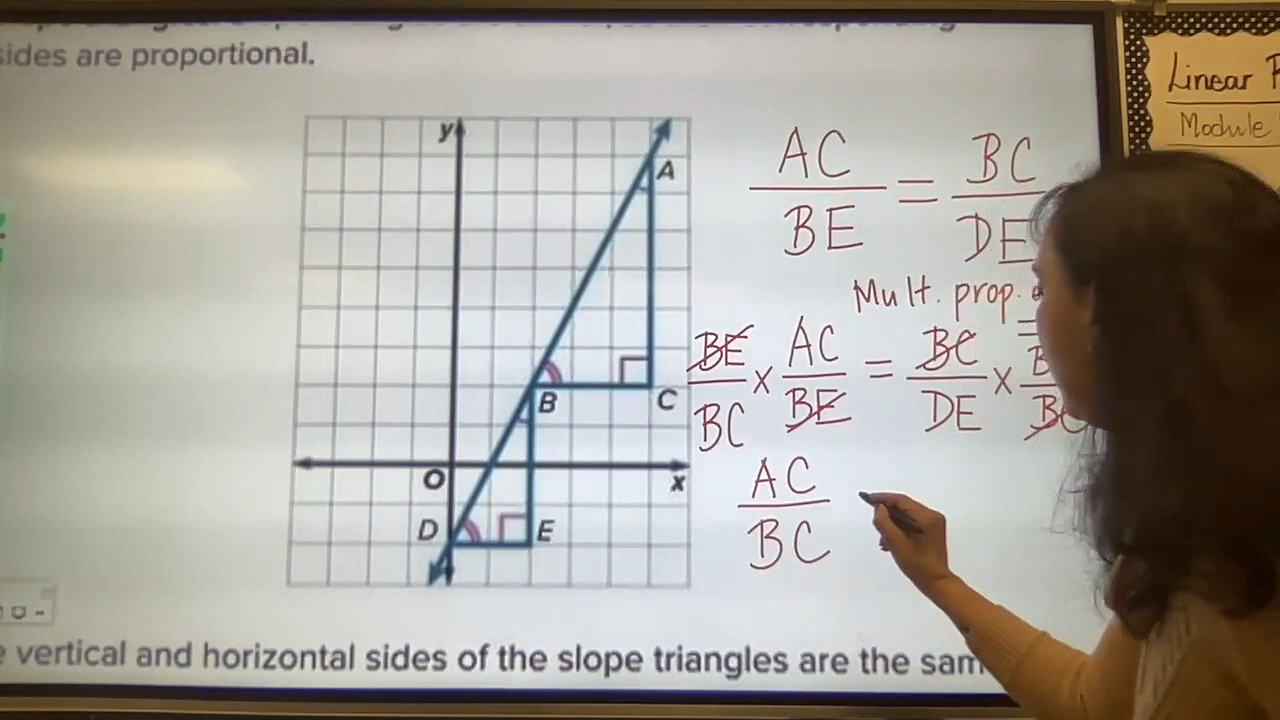 sides are proportional.
Linear
Module
y
A
AC
BE
=
BC
DE
Mult. prop.
BE
BC
x
AC
BE
=
BC
DE
x
B
C
O
x
AC
BC
D
E
vertical and horizontal sides of the slope triangles are the